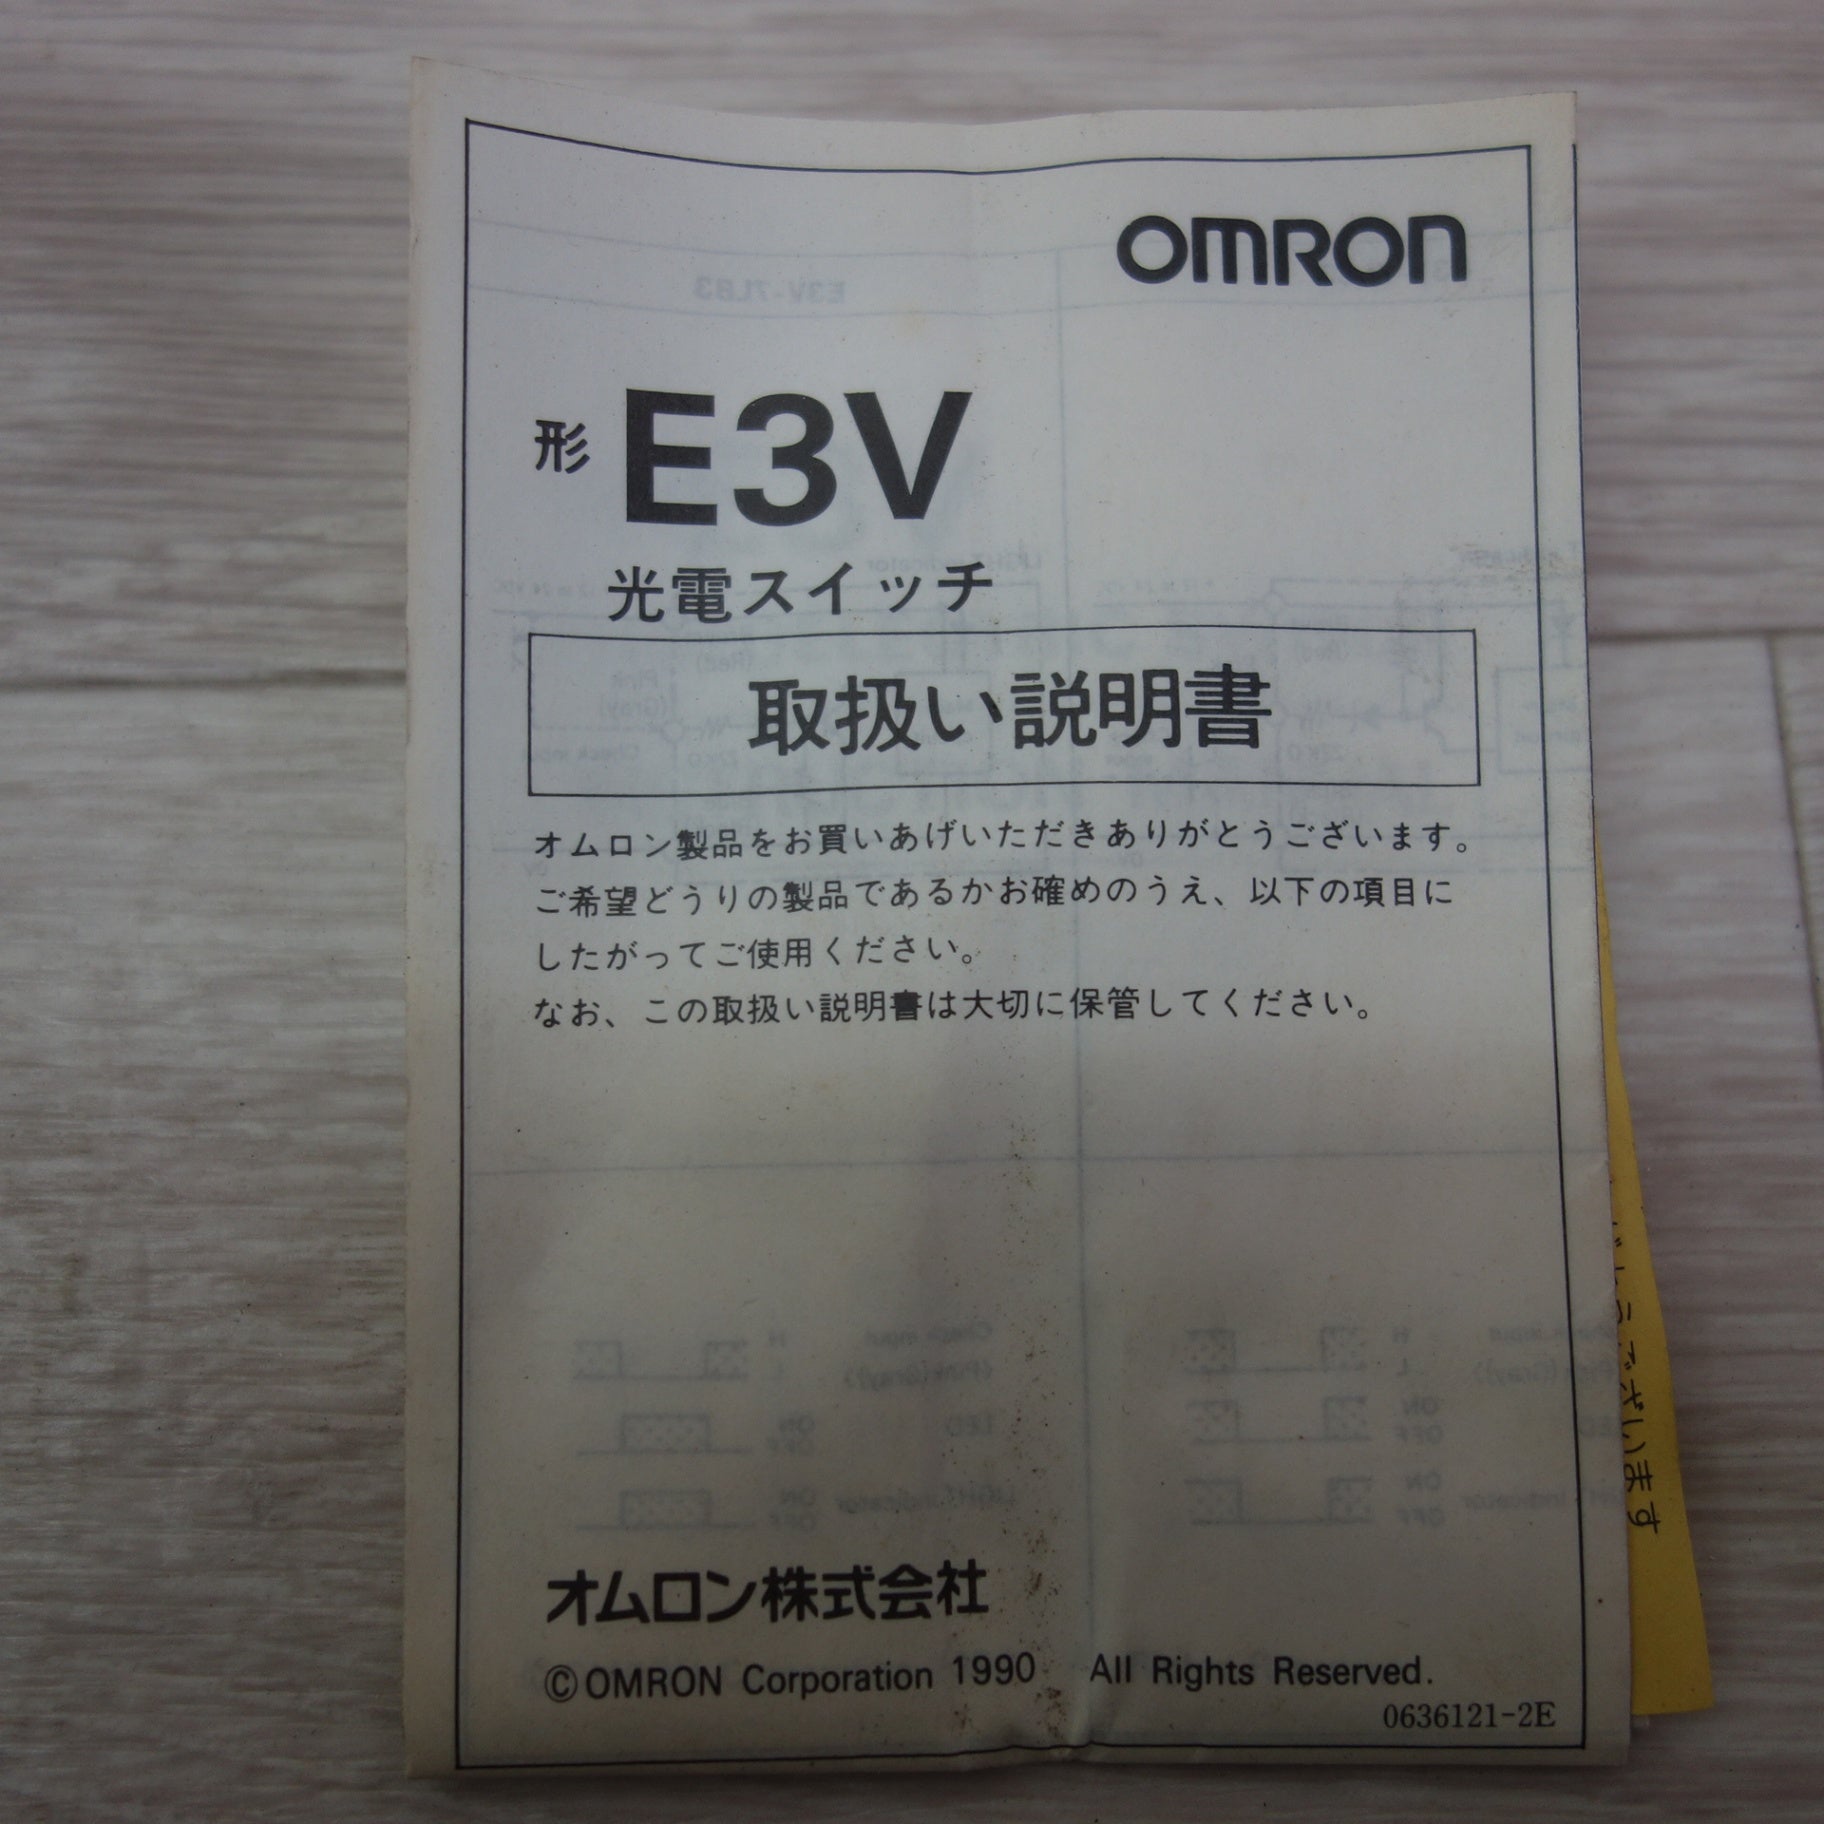 OMRON
形 E3V
光電スイッチ
取扱い説明書
オムロン製品をお買いあげいただきありがとうございます。
ご希望どうりの製品であるかお確めのうえ、以下の項目に
したがってご使用ください。
なお、この取扱い説明書は大切に保管してください。
オムロン株式会社
©OMRON Corporation 1990 All Rights Reserved.
0636121-2E
ございます